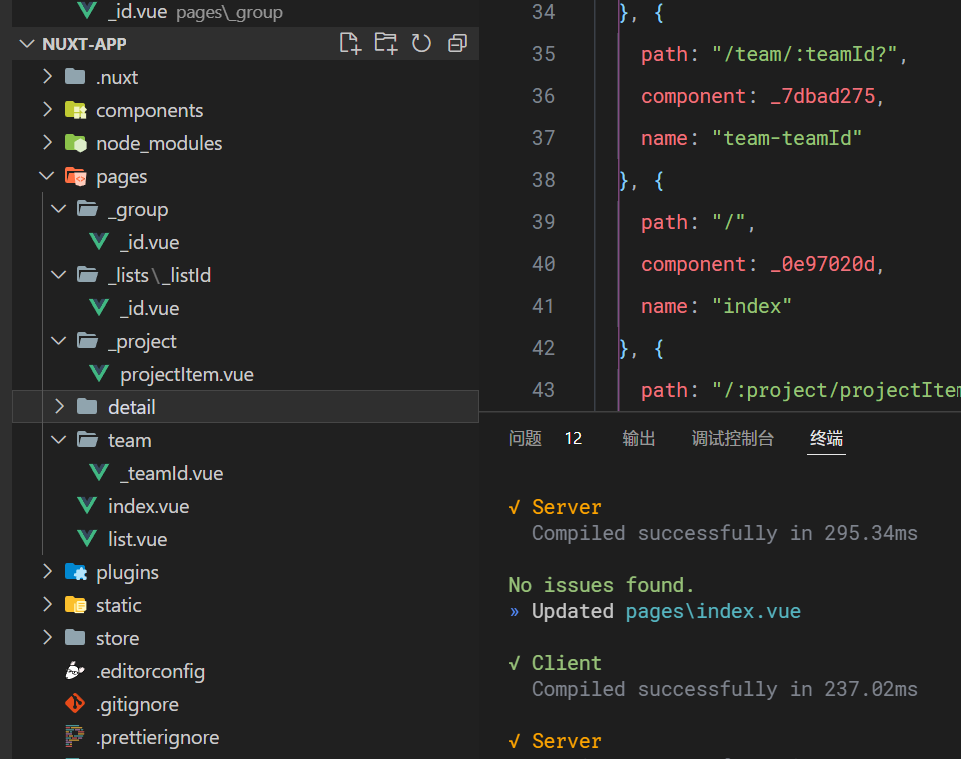 _id.vue pages\_group
NUXT-APP
.nuxt
components
node_modules
pages
_group
_id.vue
_lists\_listId
_id.vue
_project
projectItem.vue
detail
team
_teamId.vue
index.vue
list.vue
plugins
static
store
.editorconfig
.gitignore
.prettierignore
34 }, {
35 path: "/team/:teamId?",
36 component: _7dbad275,
37 name: "team-teamId"
38 }, {
39 path: "/",
40 component: _0e97020d,
41 name: "index"
42 }, {
43 path: "/:project/projectItem
问题 12 输出 调试控制台 终端
√ Server
Compiled successfully in 295.34ms
No issues found.
» Updated pages\index.vue
√ Client
Compiled successfully in 237.02ms
√ Server